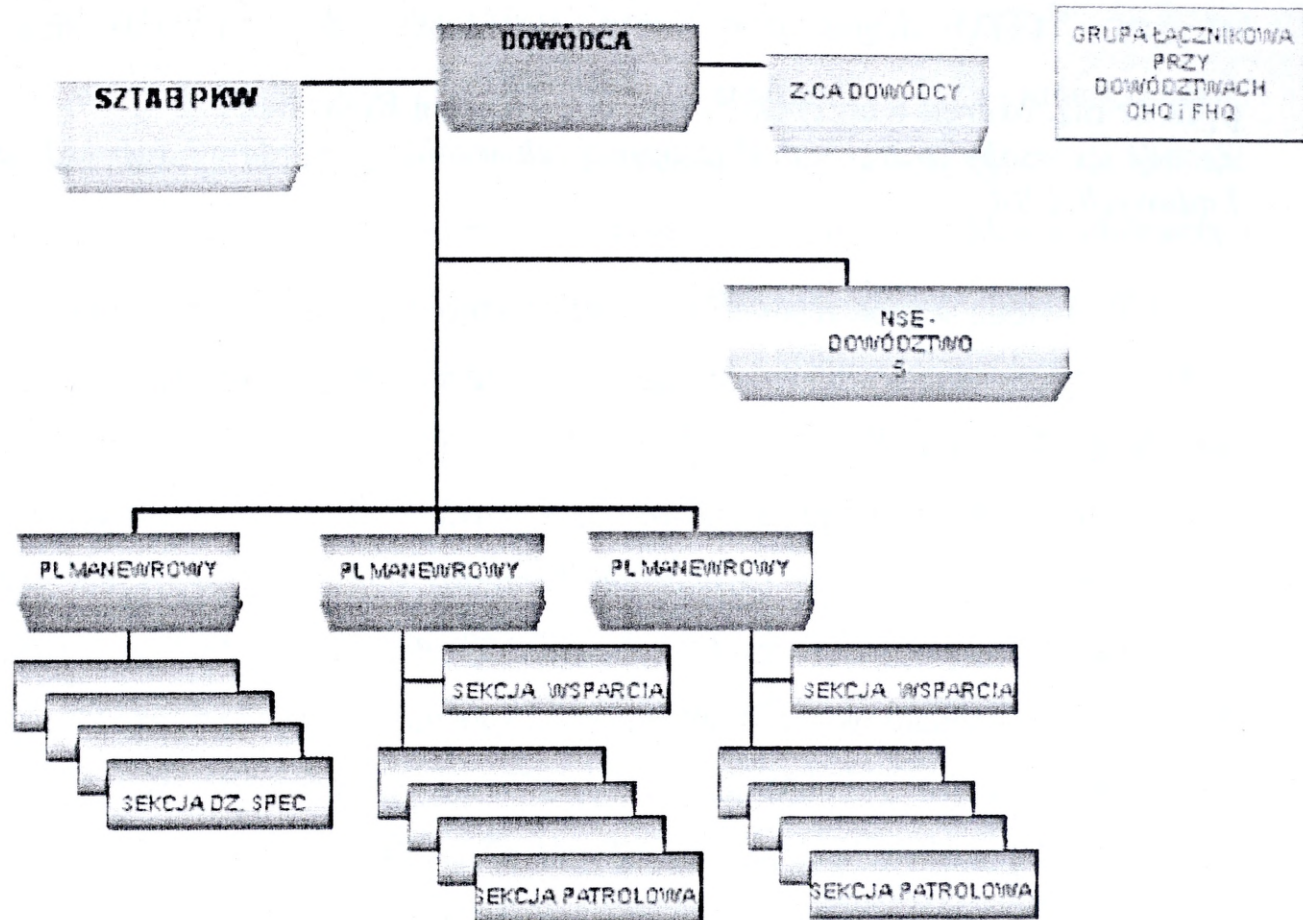 DOWÓDCA
SZTAB PKW
Z-CA DOWÓDCY
GRUPA ŁĄCZNIKOWA
PRZY
DOWÓDZTWACH
OHQ i FHQ
NSE -
DOWÓDZTWO
5
PL MANEWROWY
PL MANEWROWY
PL MANEWROWY
SEKCJA WSPARCIA
SEKCJA WSPARCIA
SEKCJA DZ. SPEC
SEKCJA PATROLOWA
SEKCJA PATROLOWA